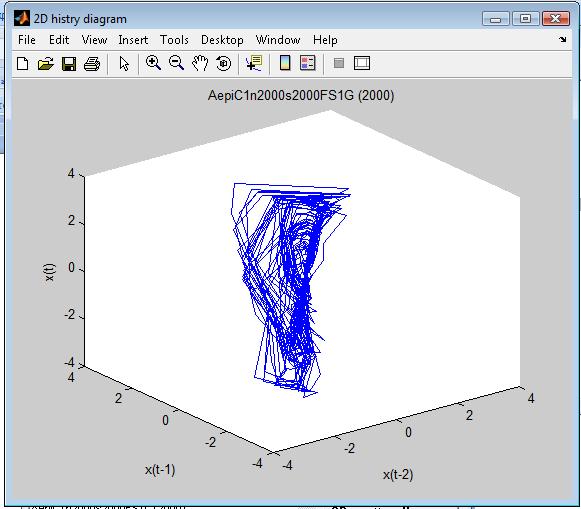 2D histry diagram
File Edit View Insert Tools Desktop Window Help
AepiC1n2000s2000FS1G (2000)
4
2
0
-2
-4
x(t)
4
2
0
-2
-4
x(t-1)
-4
-2
0
2
4
x(t-2)